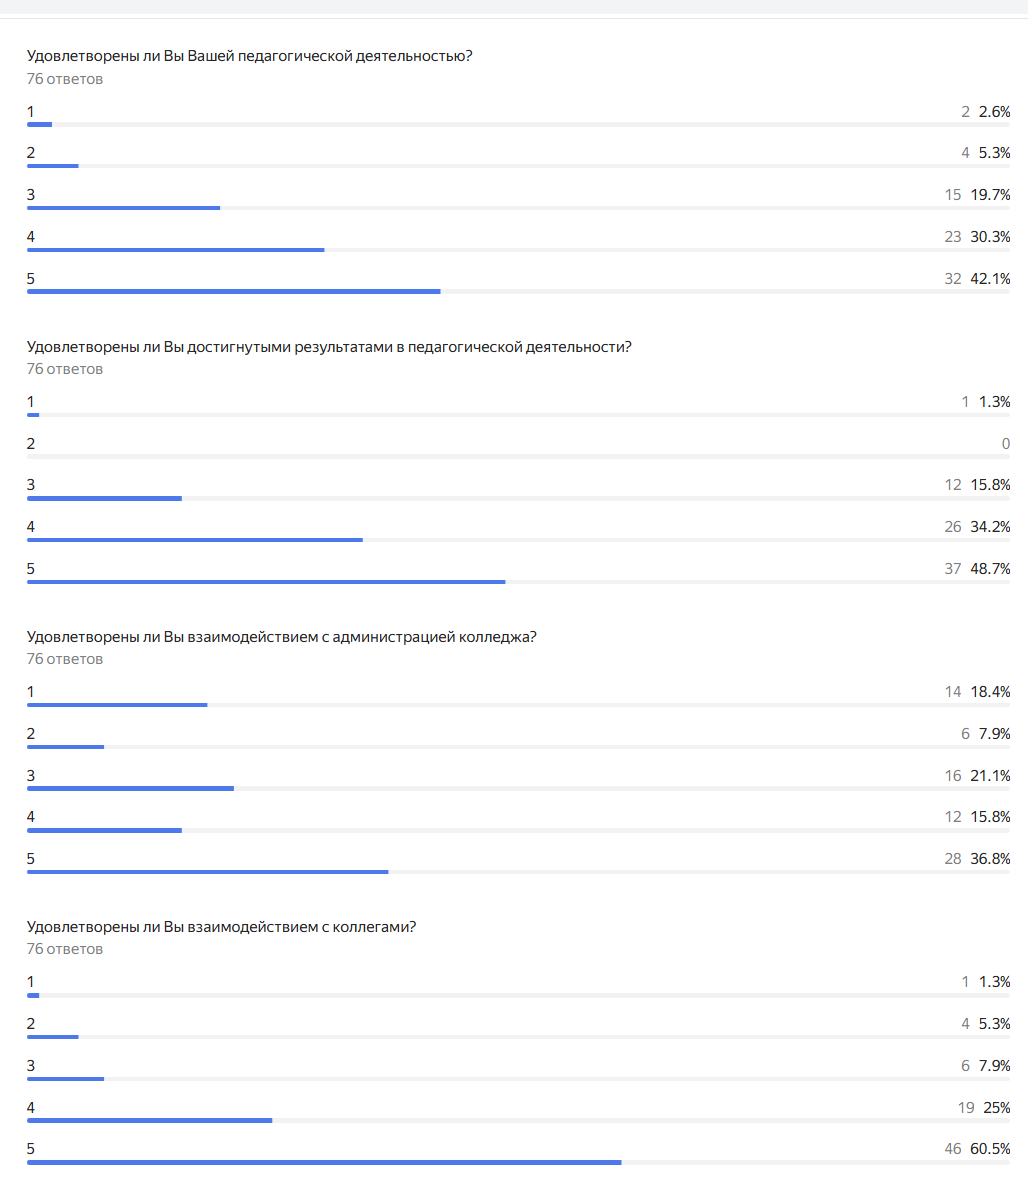 Удовлетворены ли Вы Вашей педагогической деятельностью?
76 ответов
1 2 2.6%
2 4 5.3%
3 15 19.7%
4 23 30.3%
5 32 42.1%
Удовлетворены ли Вы достигнутыми результатами в педагогической деятельности?
76 ответов
1 1 1.3%
2 0
3 12 15.8%
4 26 34.2%
5 37 48.7%
Удовлетворены ли Вы взаимодействием с администрацией колледжа?
76 ответов
1 14 18.4%
2 6 7.9%
3 16 21.1%
4 12 15.8%
5 28 36.8%
Удовлетворены ли Вы взаимодействием с коллегами?
76 ответов
1 1 1.3%
2 4 5.3%
3 6 7.9%
4 19 25%
5 46 60.5%